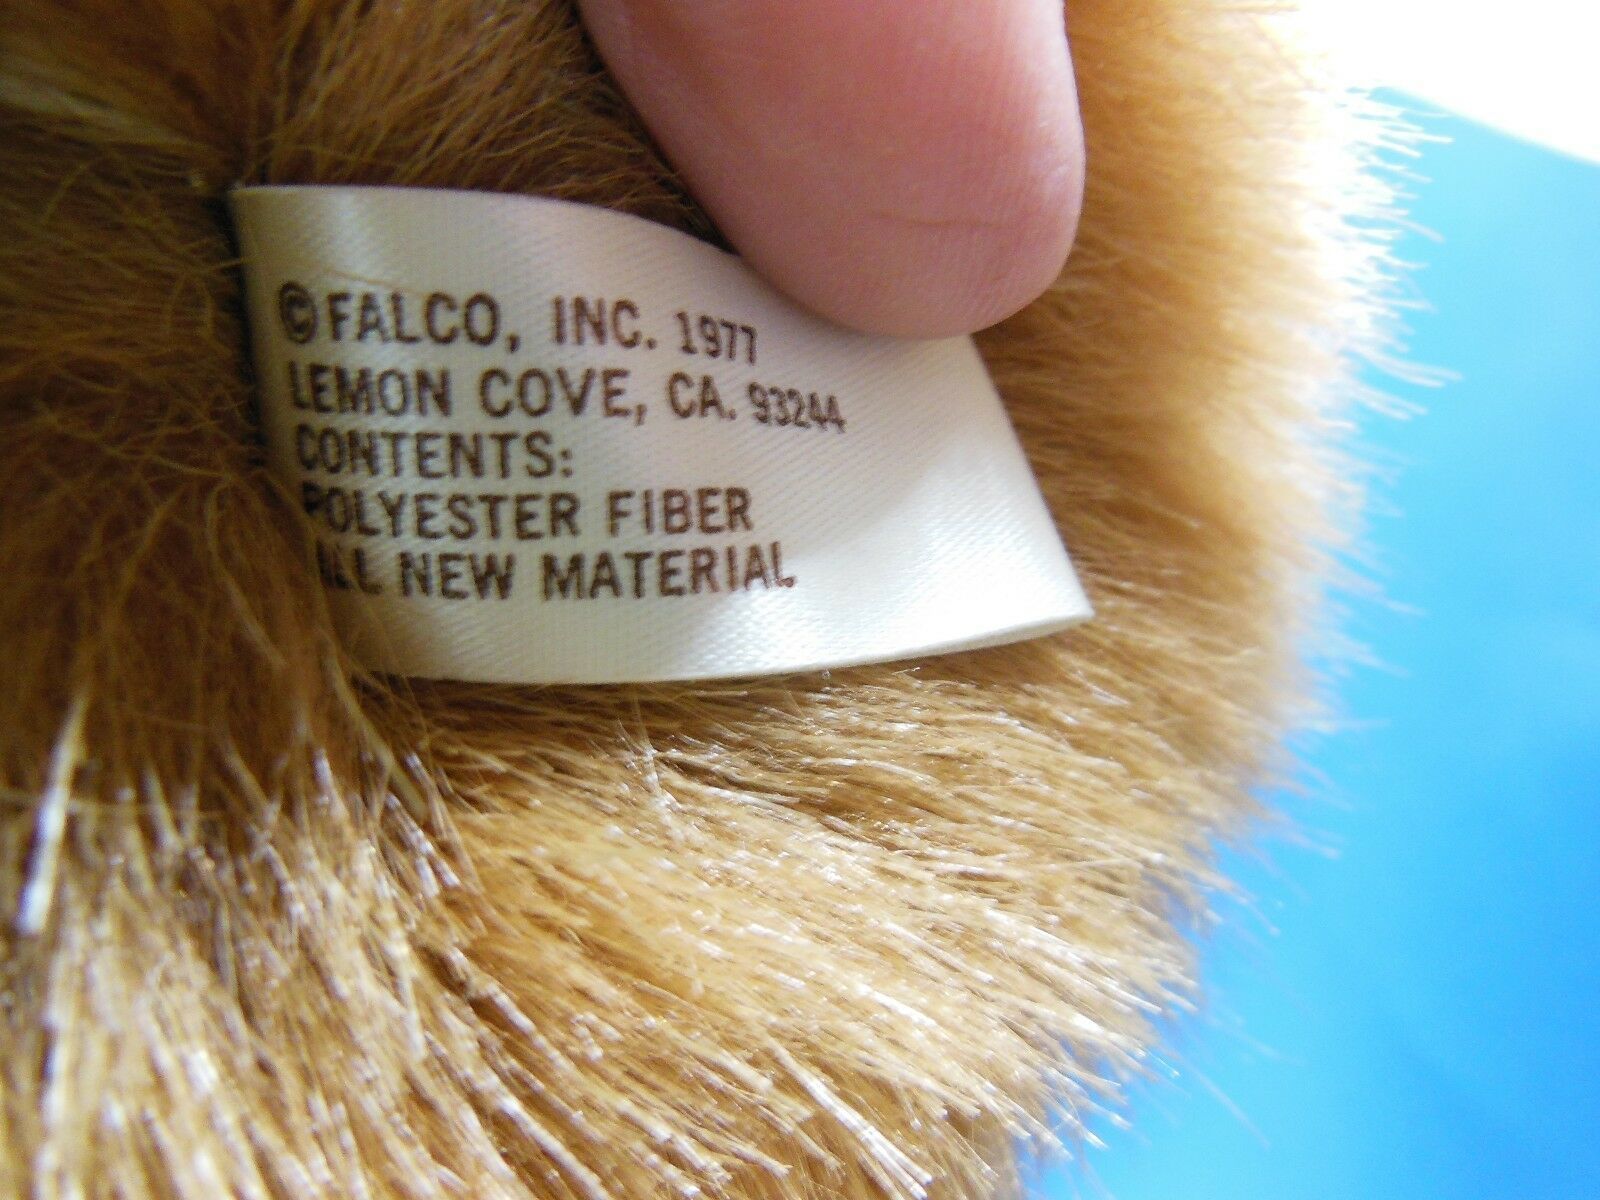 ©FALCO, INC. 1977
LEMON COVE, CA. 93244
CONTENTS:
POLYESTER FIBER
ALL NEW MATERIAL